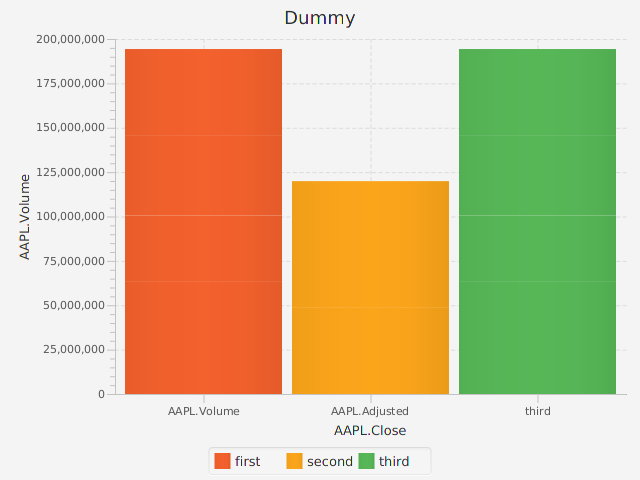 Dummy
200,000,000
175,000,000
150,000,000
125,000,000
100,000,000
75,000,000
50,000,000
25,000,000
0
AAPL.Volume
AAPL.Volume AAPL.Adjusted third
AAPL.Close
first second third